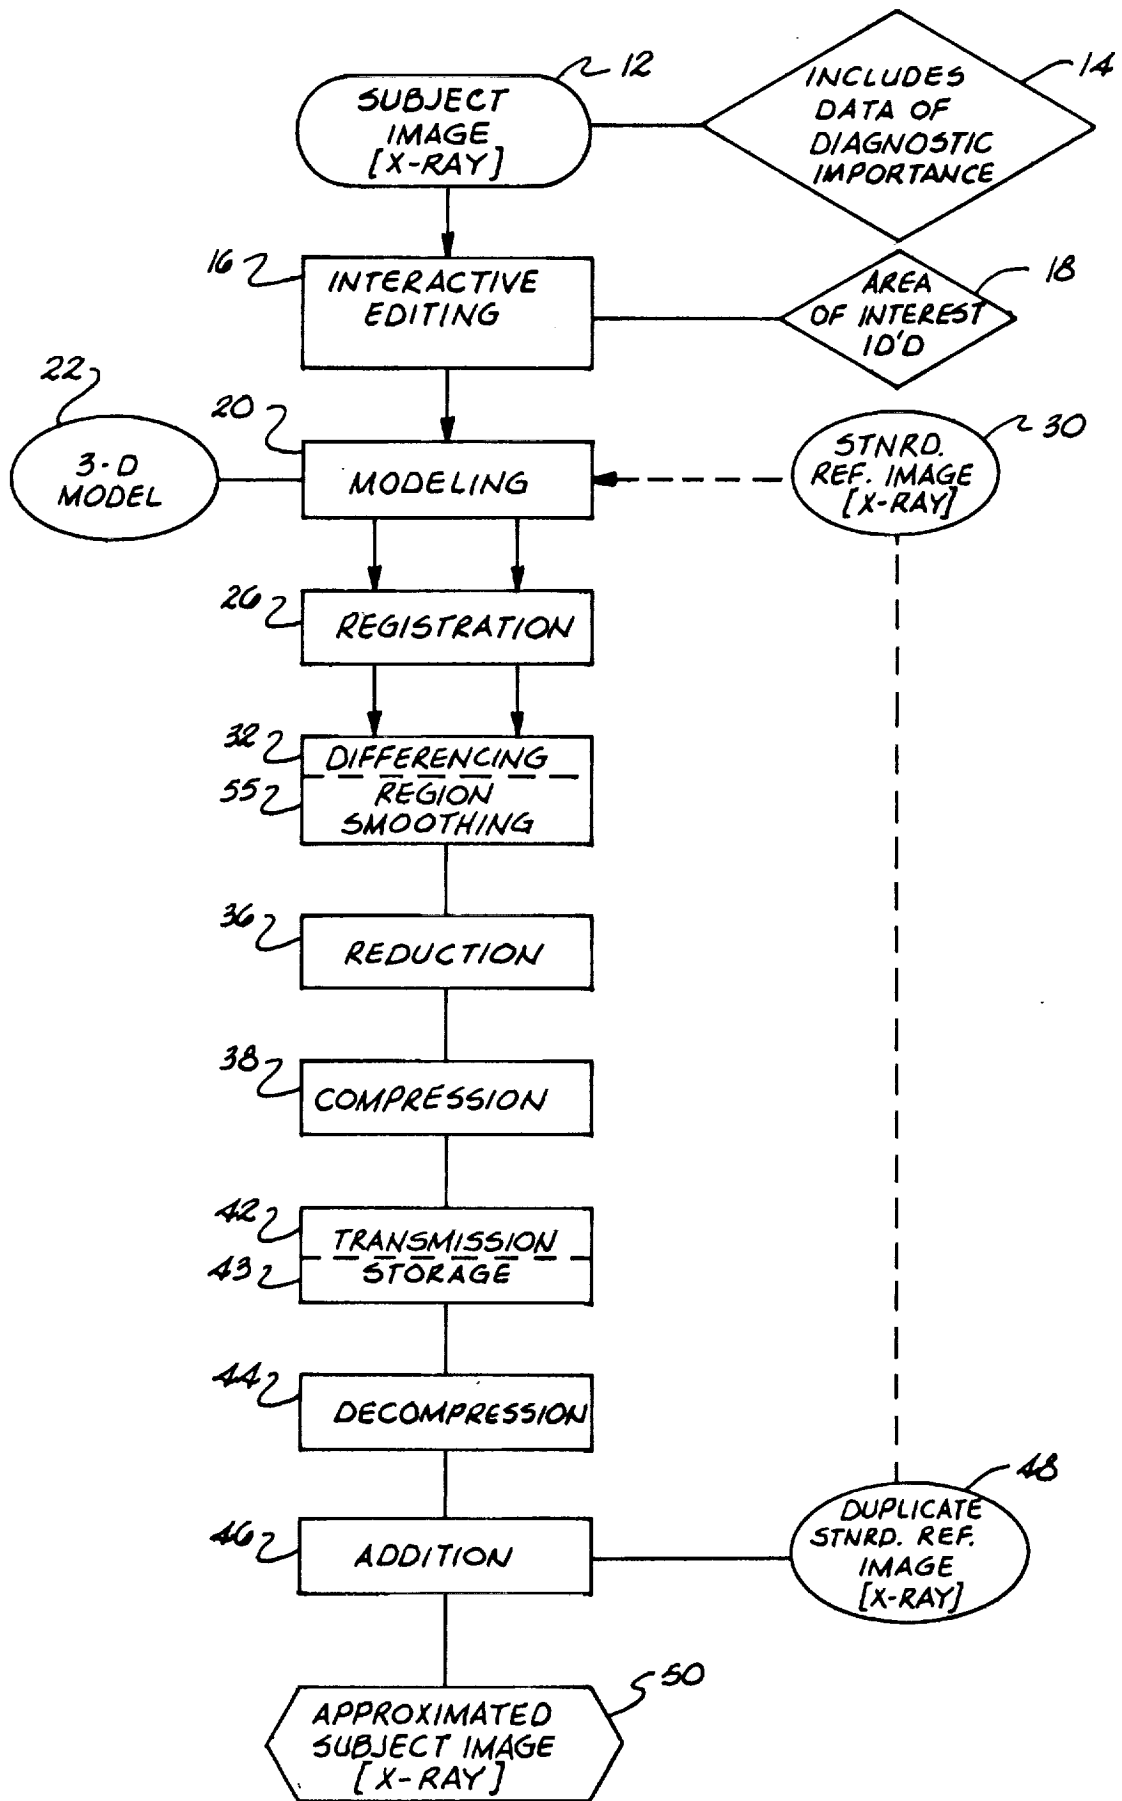 12
SUBJECT
IMAGE
[X-RAY]
14
INCLUDES
DATA OF
DIAGNOSTIC
IMPORTANCE
16
INTERACTIVE
EDITING
18
AREA
OF INTEREST
ID'D
22
3-D
MODEL
20
MODELING
30
STNRD.
REF. IMAGE
[X-RAY]
26
REGISTRATION
32
DIFFERENCING
55
REGION
SMOOTHING
36
REDUCTION
38
COMPRESSION
42
TRANSMISSION
43
STORAGE
44
DECOMPRESSION
46
ADDITION
48
DUPLICATE
STNRD. REF.
IMAGE
[X-RAY]
50
APPROXIMATED
SUBJECT IMAGE
[X-RAY]